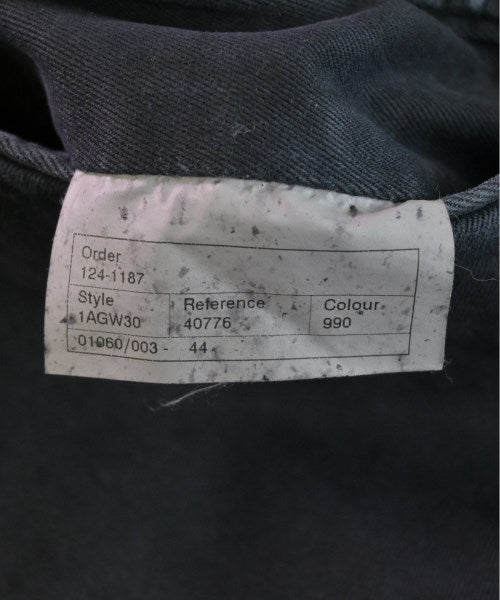 Order
124-1187
Style Reference Colour
1AGW30 40776 990
01060/003 - 44